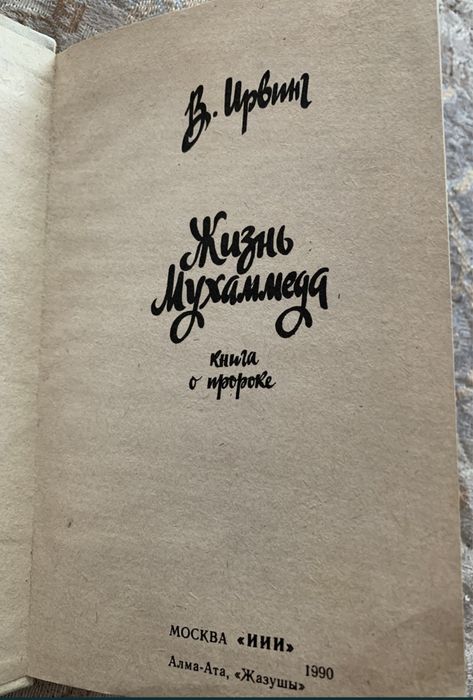 В. Ирвинг
Жизнь
Мухаммеда
книга
о пророке
МОСКВА «ИИИ»
Алма-Ата, «Жазушы» 1990